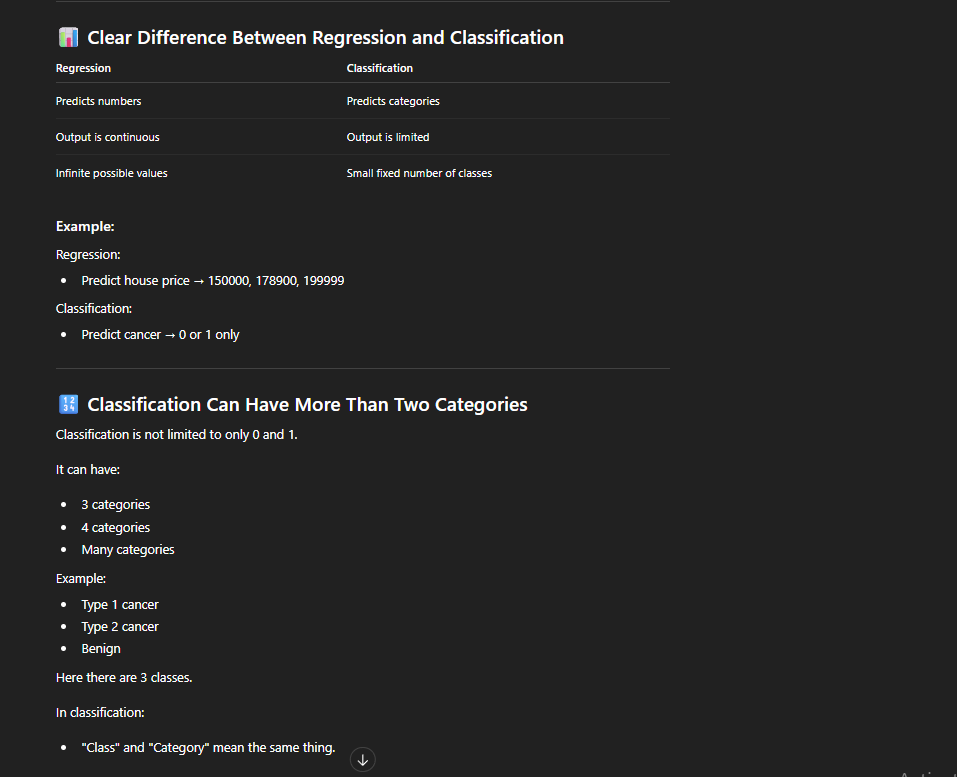 Clear Difference Between Regression and Classification
Regression Classification
Predicts numbers Predicts categories
Output is continuous Output is limited
Infinite possible values Small fixed number of classes
Example:
Regression:
• Predict house price → 150000, 178900, 199999
Classification:
• Predict cancer → 0 or 1 only
🔢 Classification Can Have More Than Two Categories
Classification is not limited to only 0 and 1.
It can have:
• 3 categories
• 4 categories
• Many categories
Example:
• Type 1 cancer
• Type 2 cancer
• Benign
Here there are 3 classes.
In classification:
• "Class" and "Category" mean the same thing.